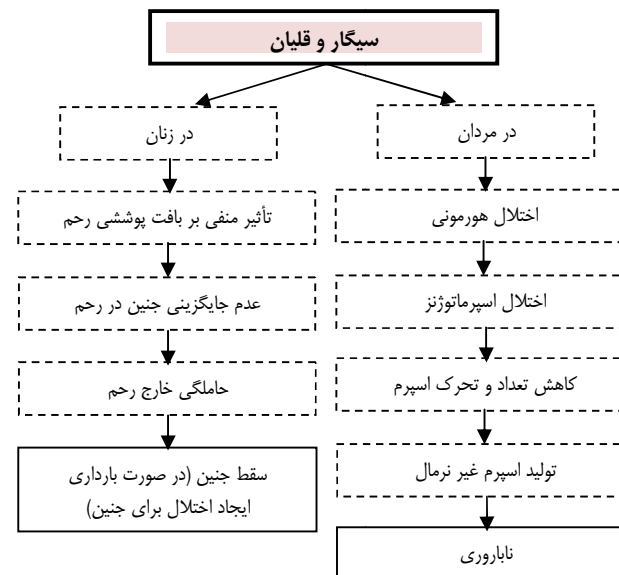 سیگار و قلیان
در مردان
اختلال هورمونی
اختلال اسپرماتوژنز
کاهش تعداد و تحرک اسپرم
تولید اسپرم غیر نرمال
ناباروری
در زنان
تأثیر منفی بر بافت پوششی رحم
عدم جایگزینی جنین در رحم
حاملگی خارج رحم
سقط جنین (در صورت بارداری
ایجاد اختلال برای جنین)